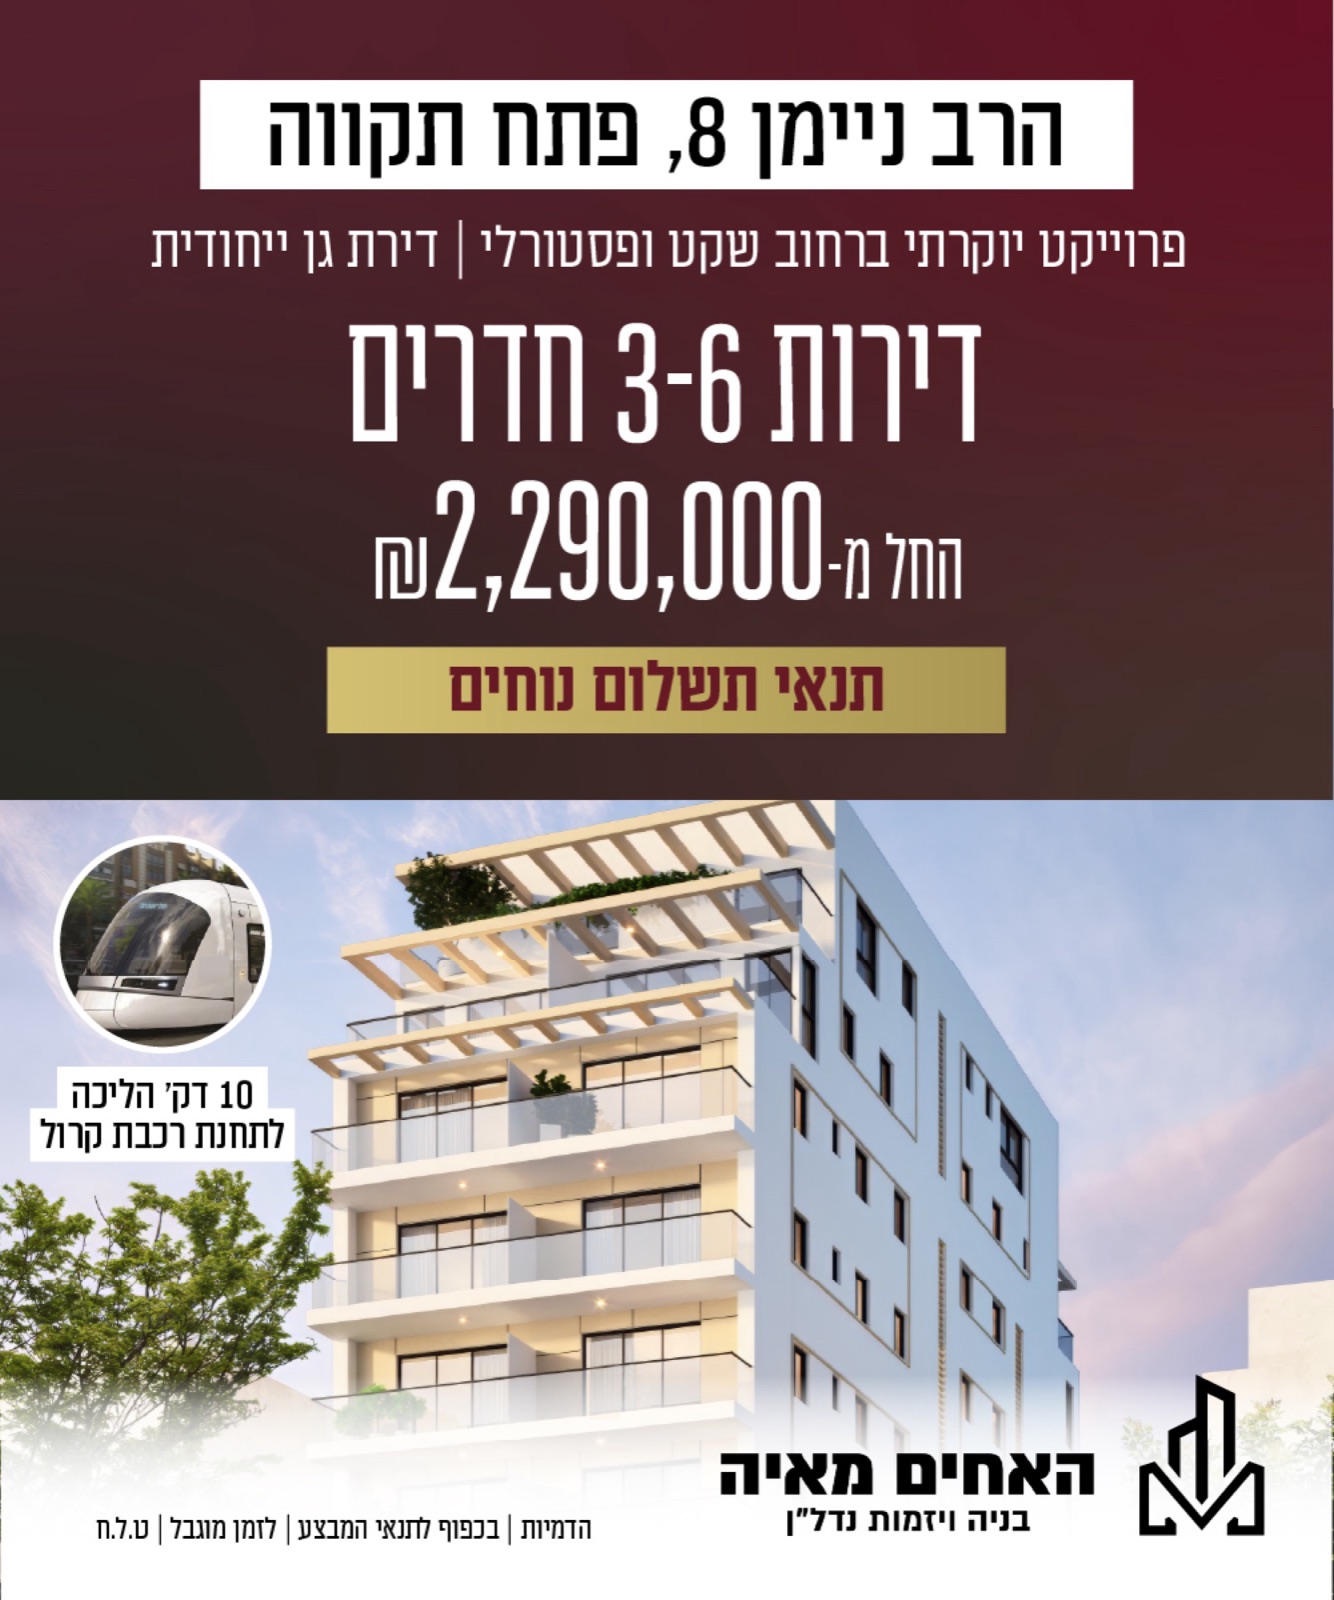 הרב ניימן 8, פתח תקווה
פרוייקט יוקרתי ברחוב שקט ופסטורלי | דירת גן ייחודית
דירות 3-6 חדרים
החל מ-2,290,000₪
תנאי תשלום נוחים
10 דק' הליכה
לתחנת רכבת קרול
האחים מאיה
בניה ויזמות נדל"ן
הדמיות | בכפוף לתנאי המבצע | לזמן מוגבל | ט.ל.ח